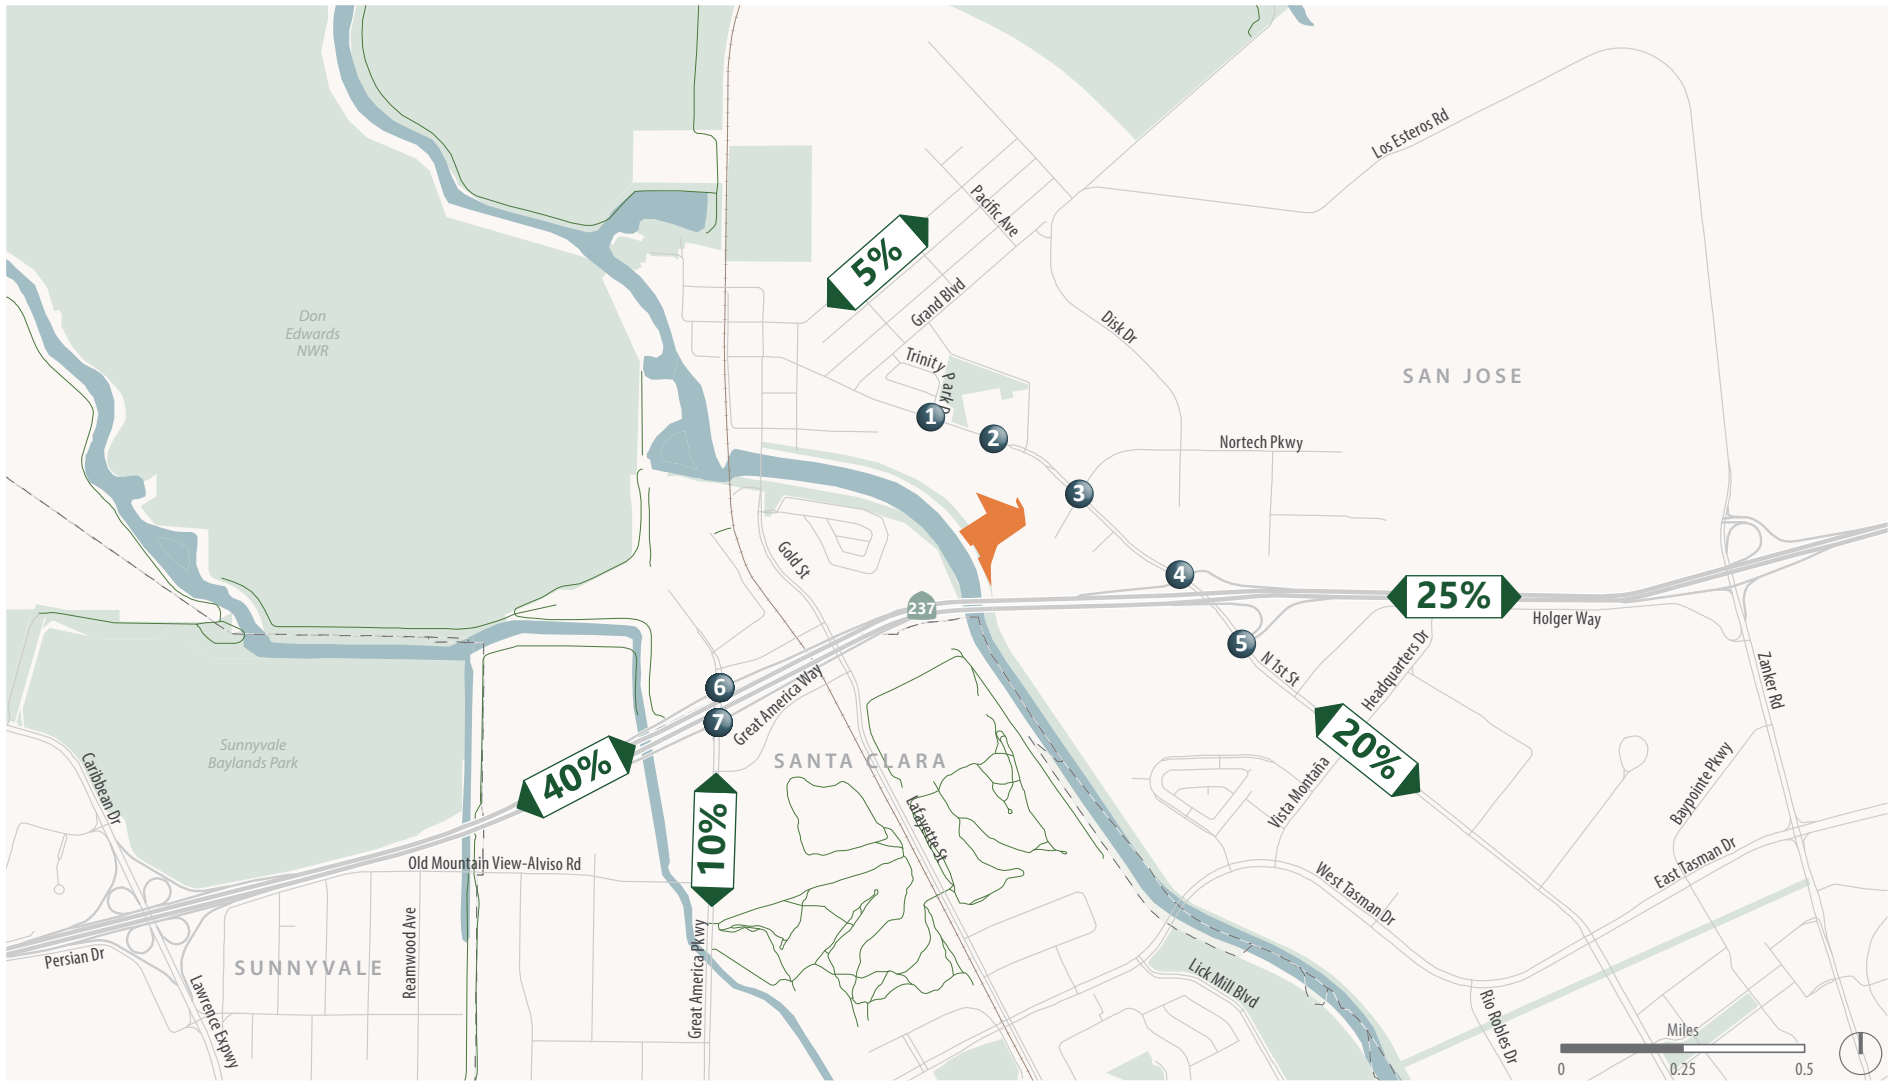 Los Esteros Rd
Pacific Ave
5%
Don
Edwards
NWR
Grand Blvd
Disk Dr
Trinity Park D
SAN JOSE
1
2
Nortech Pkwy
3
Gold St
4
237
25%
Holger Way
5
N 1st St
Headquarters Dr
Zanker Rd
6
7
Great America Way
20%
Sunnyvale
Baylands Park
40%
SANTA CLARA
Caribbean Dr
10%
Lafayette St
Vista Montaña
Baypointe Pkwy
Old Mountain View-Alviso Rd
West Tasman Dr
East Tasman Dr
Persian Dr
SUNNYVALE
Reamwood Ave
Great America Pkwy
Lawrence Expwy
Lick Mill Blvd
Rio Robles Dr
Miles
0
0.25
0.5